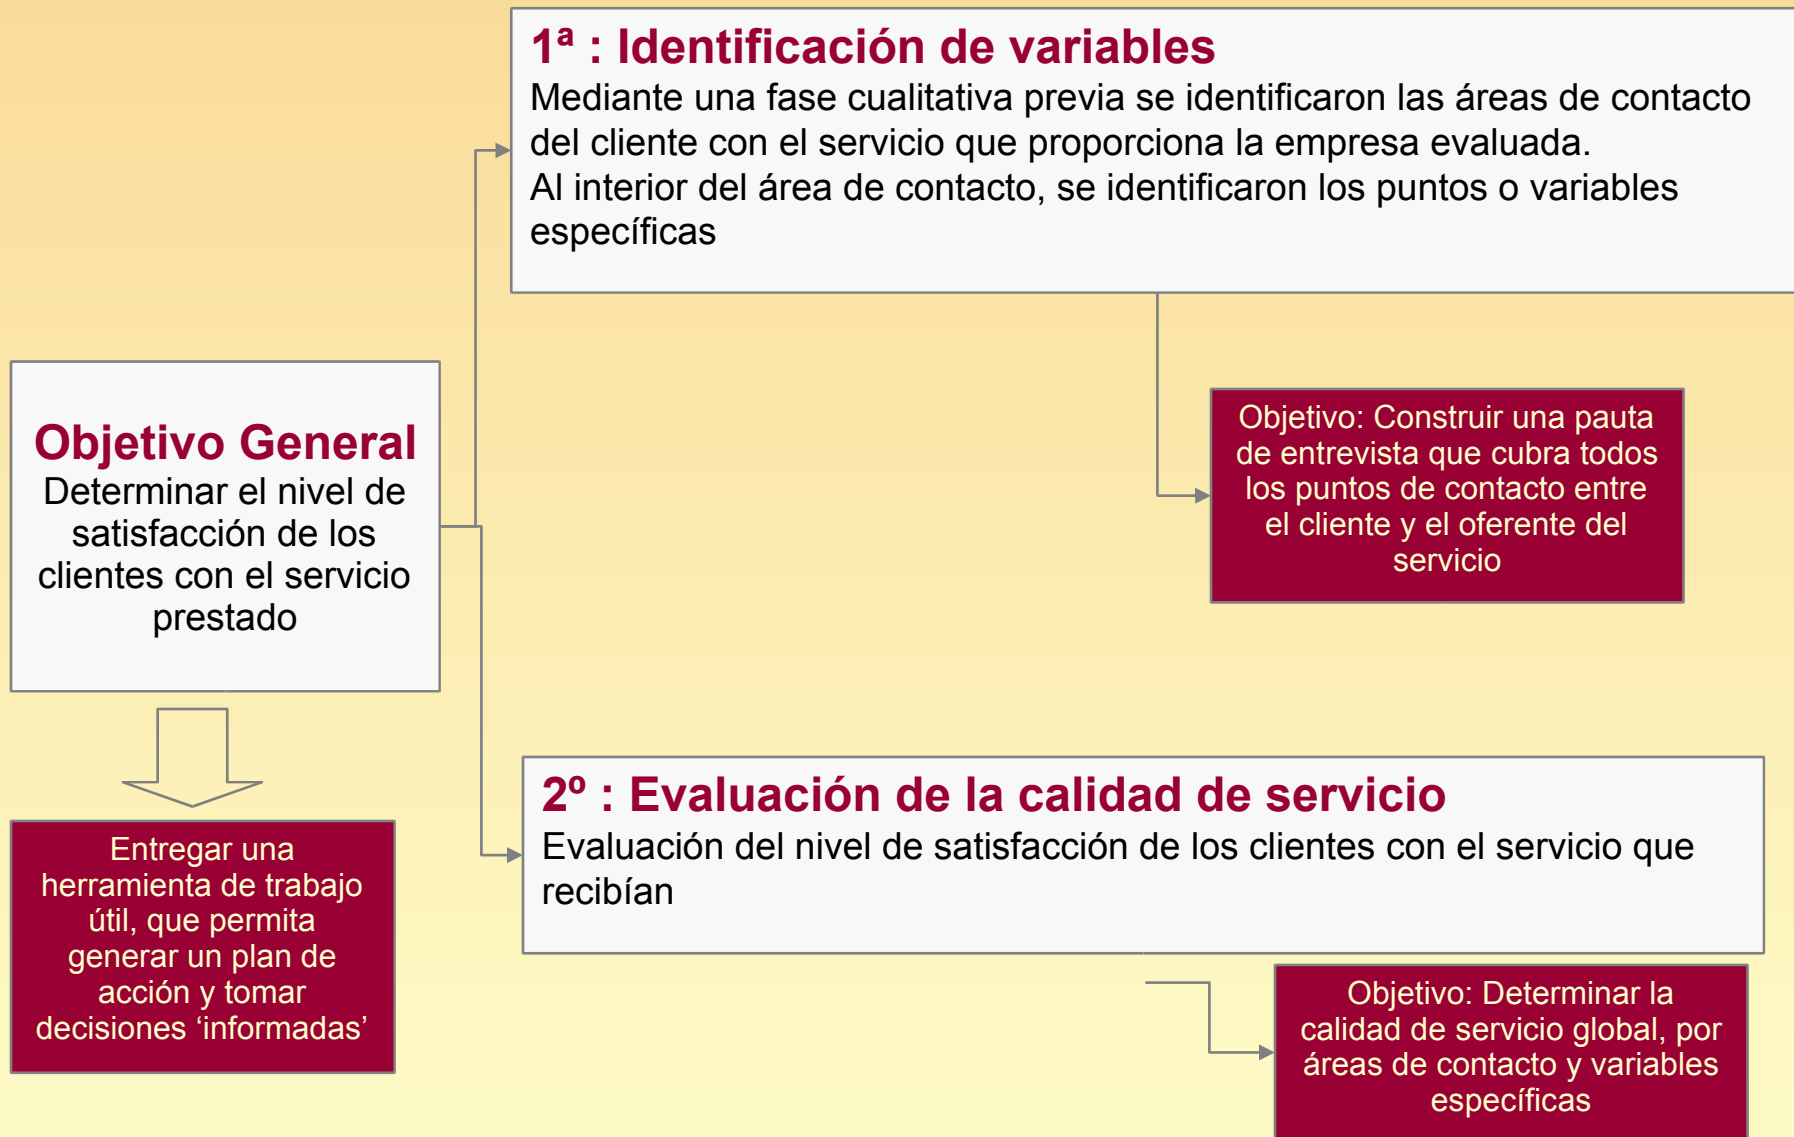 1ª : Identificación de variables
Mediante una fase cualitativa previa se identificaron las áreas de contacto
del cliente con el servicio que proporciona la empresa evaluada.
Al interior del área de contacto, se identificaron los puntos o variables
específicas
Objetivo General
Determinar el nivel de
satisfacción de los
clientes con el servicio
prestado
Objetivo: Construir una pauta
de entrevista que cubra todos
los puntos de contacto entre
el cliente y el oferente del
servicio
Entregar una
herramienta de trabajo
útil, que permita
generar un plan de
acción y tomar
decisiones ‘informadas’
2º : Evaluación de la calidad de servicio
Evaluación del nivel de satisfacción de los clientes con el servicio que
recibían
Objetivo: Determinar la
calidad de servicio global, por
áreas de contacto y variables
específicas